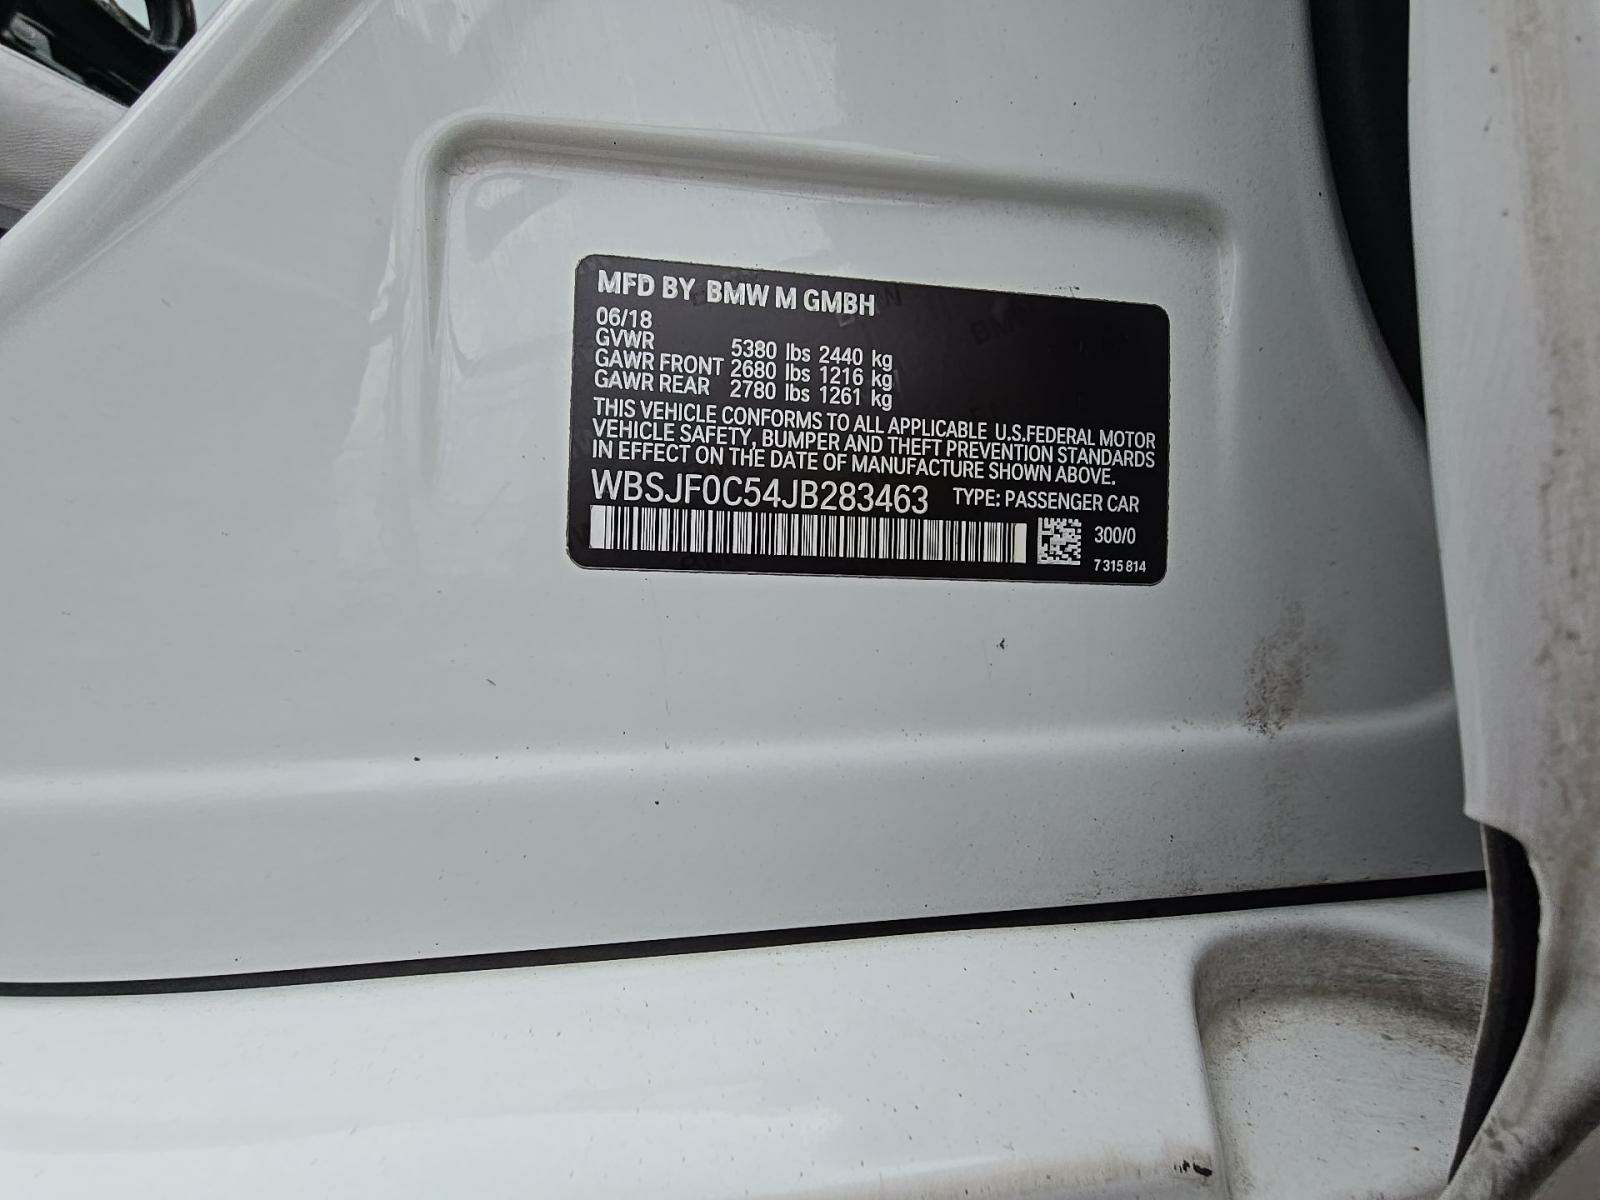 MFD BY BMW M GMBH
06/18
GVWR 5380 lbs 2440 kg
GAWR FRONT 2680 lbs 1216 kg
GAWR REAR 2780 lbs 1261 kg
THIS VEHICLE CONFORMS TO ALL APPLICABLE U.S.FEDERAL MOTOR
VEHICLE SAFETY, BUMPER AND THEFT PREVENTION STANDARDS
IN EFFECT ON THE DATE OF MANUFACTURE SHOWN ABOVE.
WBSJF0C54JB283463 TYPE: PASSENGER CAR
300/0
7 315 814